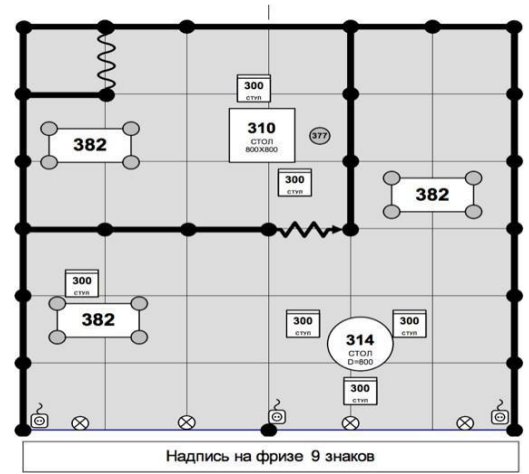 300
СТУЛ
310
СТОЛ
800X800
377
382
300
СТУЛ
382
300
СТУЛ
382
300
СТУЛ
300
СТУЛ
314
СТОЛ
D=800
300
СТУЛ
Надпись на фризе 9 знаков